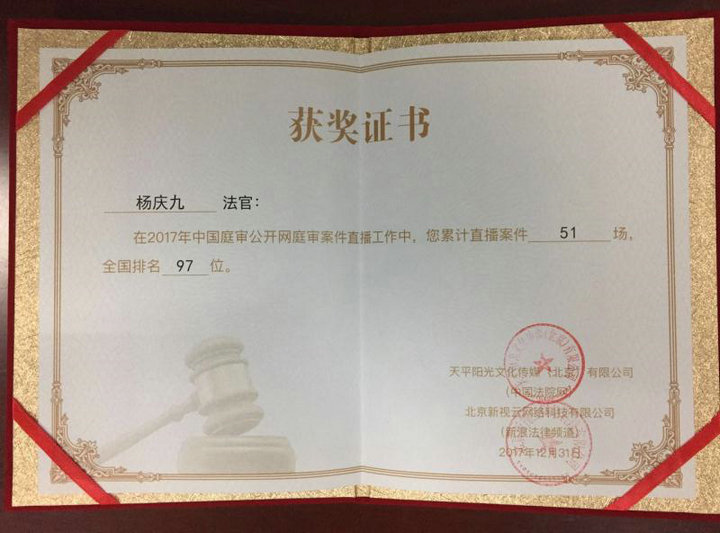 获奖证书
杨庆九 法官：
在2017年中国庭审公开网庭审案件直播工作中，您累计直播案件 51 场，
全国排名 97 位。
天平阳光文化传媒（北京）有限公司
（中国法院网）
北京新视云网络科技有限公司
（新浪法律频道）
2017年12月31日